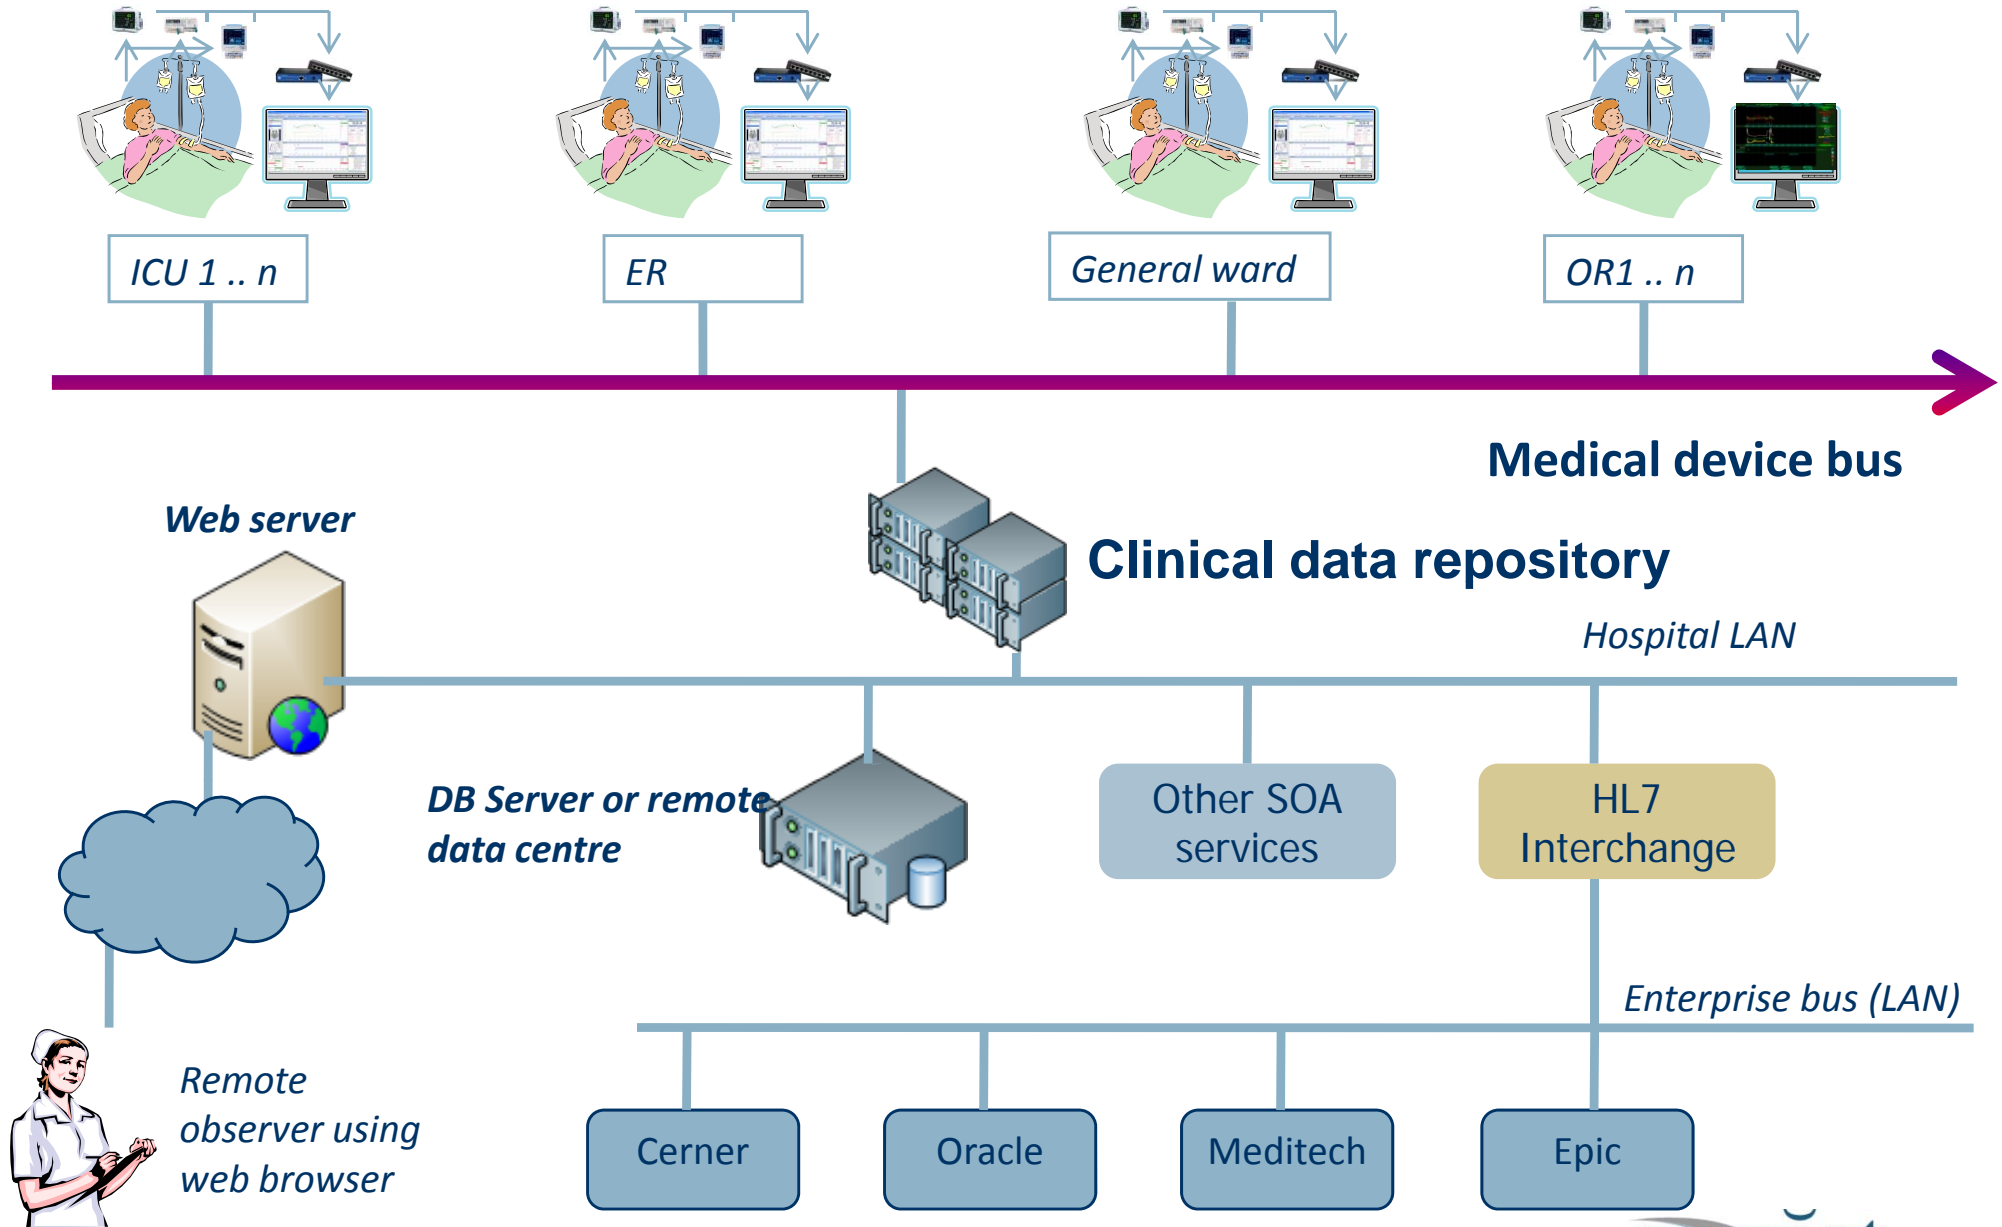 ICU 1 .. n
ER
General ward
OR1 .. n
Medical device bus
Web server
Clinical data repository
Hospital LAN
DB Server or remote
data centre
Other SOA
services
HL7
Interchange
Enterprise bus (LAN)
Remote
observer using
web browser
Cerner
Oracle
Meditech
Epic